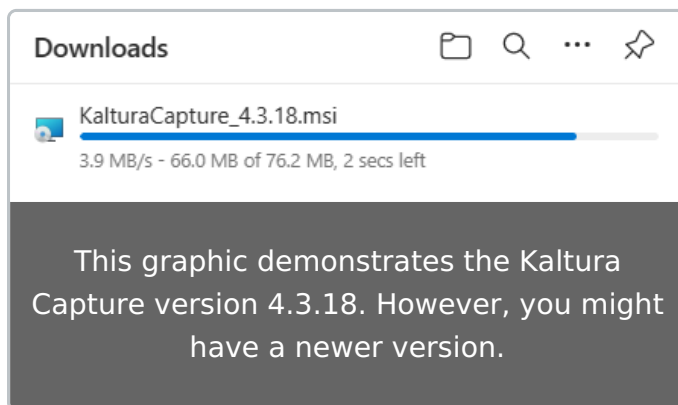 Downloads
KalturaCapture_4.3.18.msi
3.9 MB/s - 66.0 MB of 76.2 MB, 2 secs left
This graphic demonstrates the Kaltura
Capture version 4.3.18. However, you might
have a newer version.